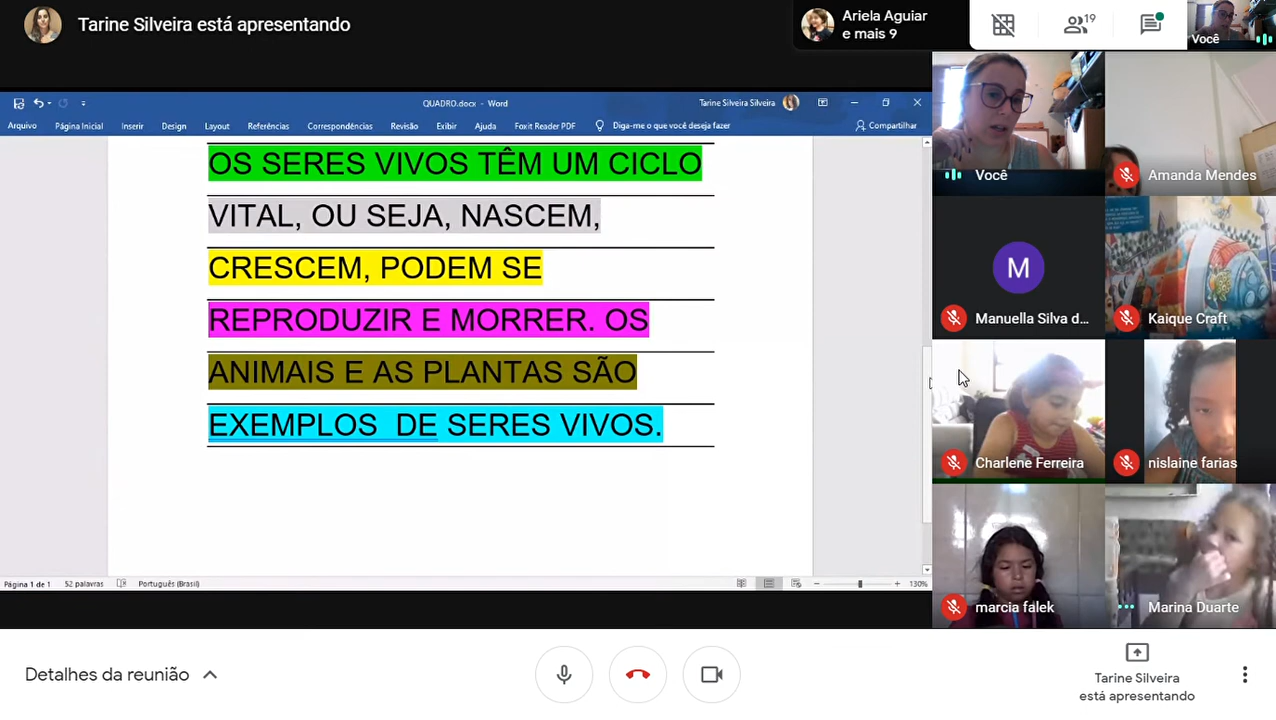 Tarine Silveira está apresentando
Ariela Aguiar
e mais 9
19
Você
QUADRO.docx - Word
Tarine Silveira Silveira
Arquivo Página Inicial Inserir Design Layout Referências Correspondências Revisão Exibir Ajuda Foxit Reader PDF Diga-me o que você deseja fazer Compartilhar
OS SERES VIVOS TÊM UM CICLO
VITAL, OU SEJA, NASCEM,
CRESCEM, PODEM SE
REPRODUZIR E MORRER. OS
ANIMAIS E AS PLANTAS SÃO
EXEMPLOS DE SERES VIVOS.
Página 1 de 1 52 palavras Português (Brasil) 130%
Você
Amanda Mendes
M
Manuella Silva d...
Kaique Craft
Charlene Ferreira
nislaine farias
marcia falek
Marina Duarte
Detalhes da reunião
Tarine Silveira
está apresentando